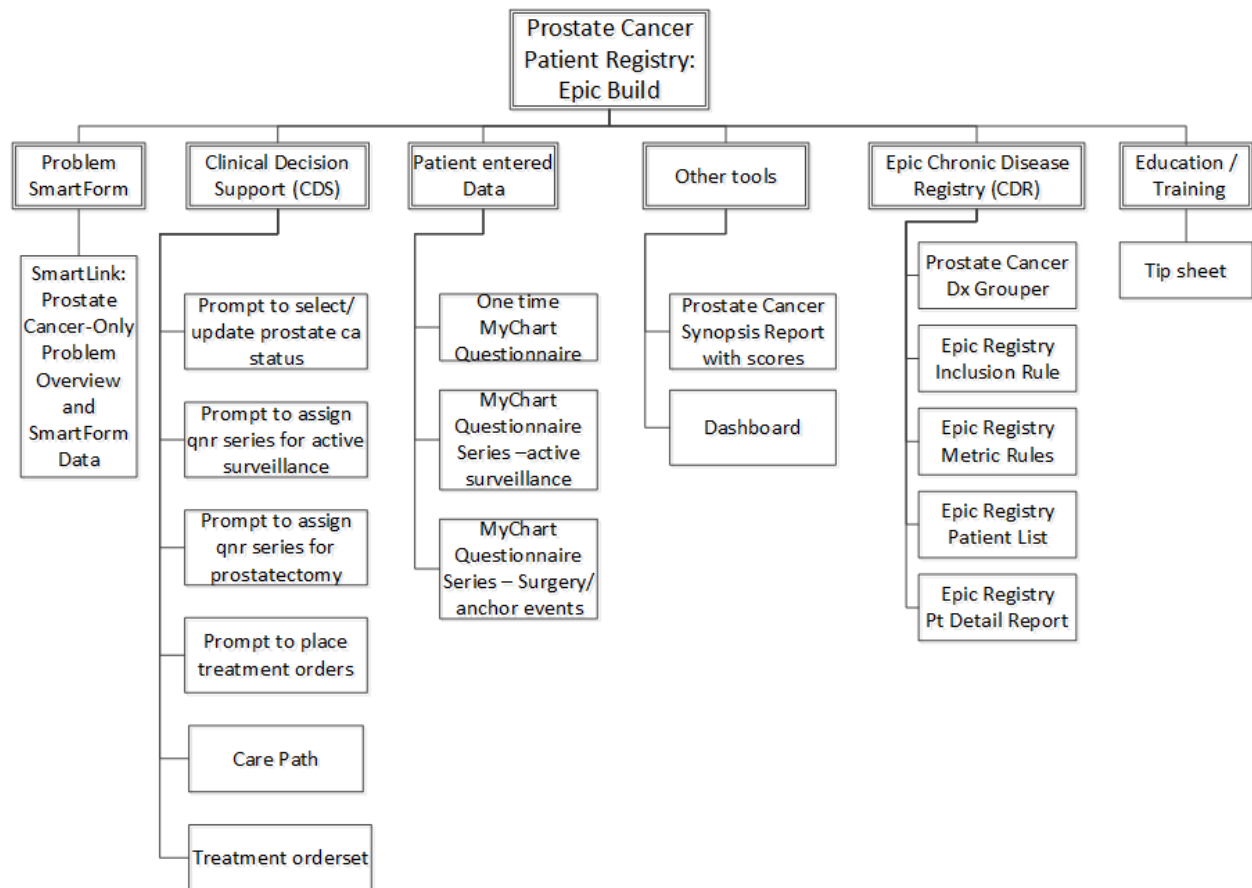 Prostate Cancer
Patient Registry:
Epic Build
Problem
SmartForm
Clinical Decision
Support (CDS)
Patient entered
Data
Other tools
Epic Chronic Disease
Registry (CDR)
Education /
Training
SmartLink:
Prostate
Cancer-Only
Problem
Overview
and
SmartForm
Data
Prompt to select/
update prostate ca
status
Prompt to assign
qnr series for active
surveillance
Prompt to assign
qnr series for
prostatectomy
Prompt to place
treatment orders
Care Path
Treatment orderset
One time
MyChart
Questionnaire
MyChart
Questionnaire
Series –active
surveillance
MyChart
Questionnaire
Series – Surgery/
anchor events
Prostate Cancer
Synopsis Report
with scores
Dashboard
Prostate Cancer
Dx Grouper
Epic Registry
Inclusion Rule
Epic Registry
Metric Rules
Epic Registry
Patient List
Epic Registry
Pt Detail Report
Tip sheet